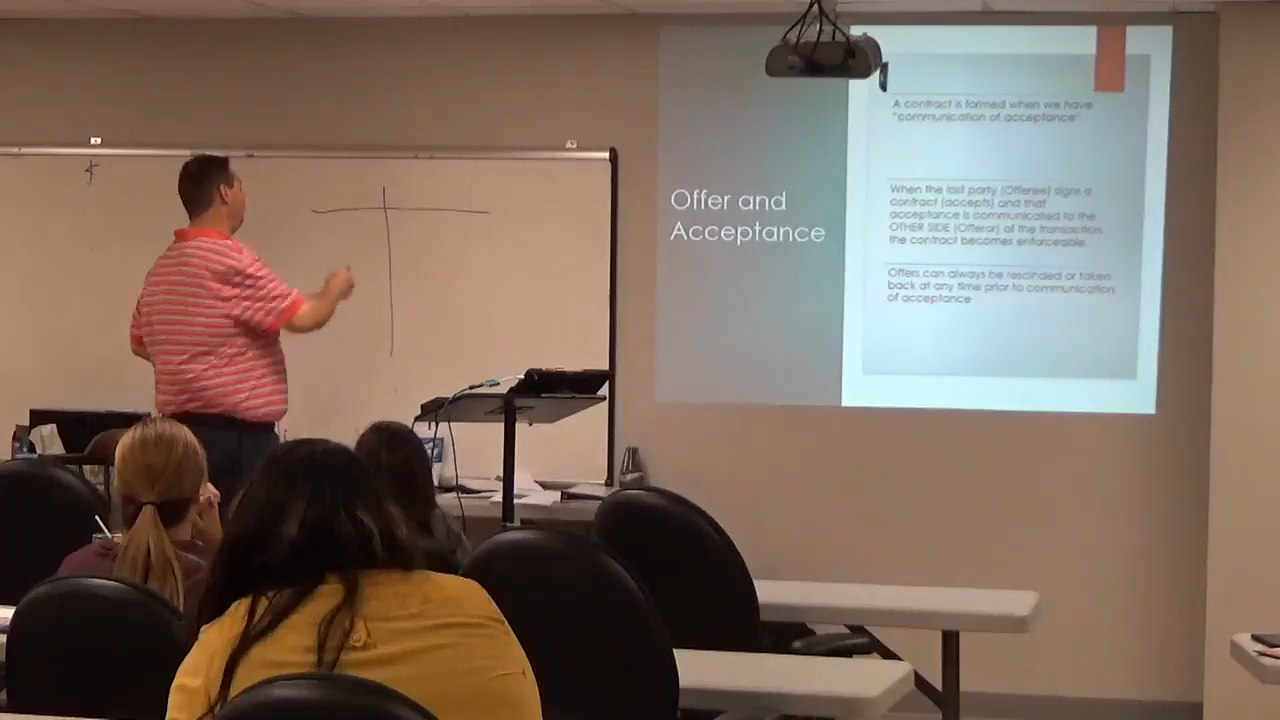 Offer and
Acceptance
A contract is formed when we have
"communication of acceptance"
When the last party (Offeree) signs a
contract (accepts) and that
acceptance is communicated to the
OTHER SIDE (Offeror) of the transaction,
the contract becomes enforceable.
Offers can always be rescinded or taken
back at any time prior to communication
of acceptance